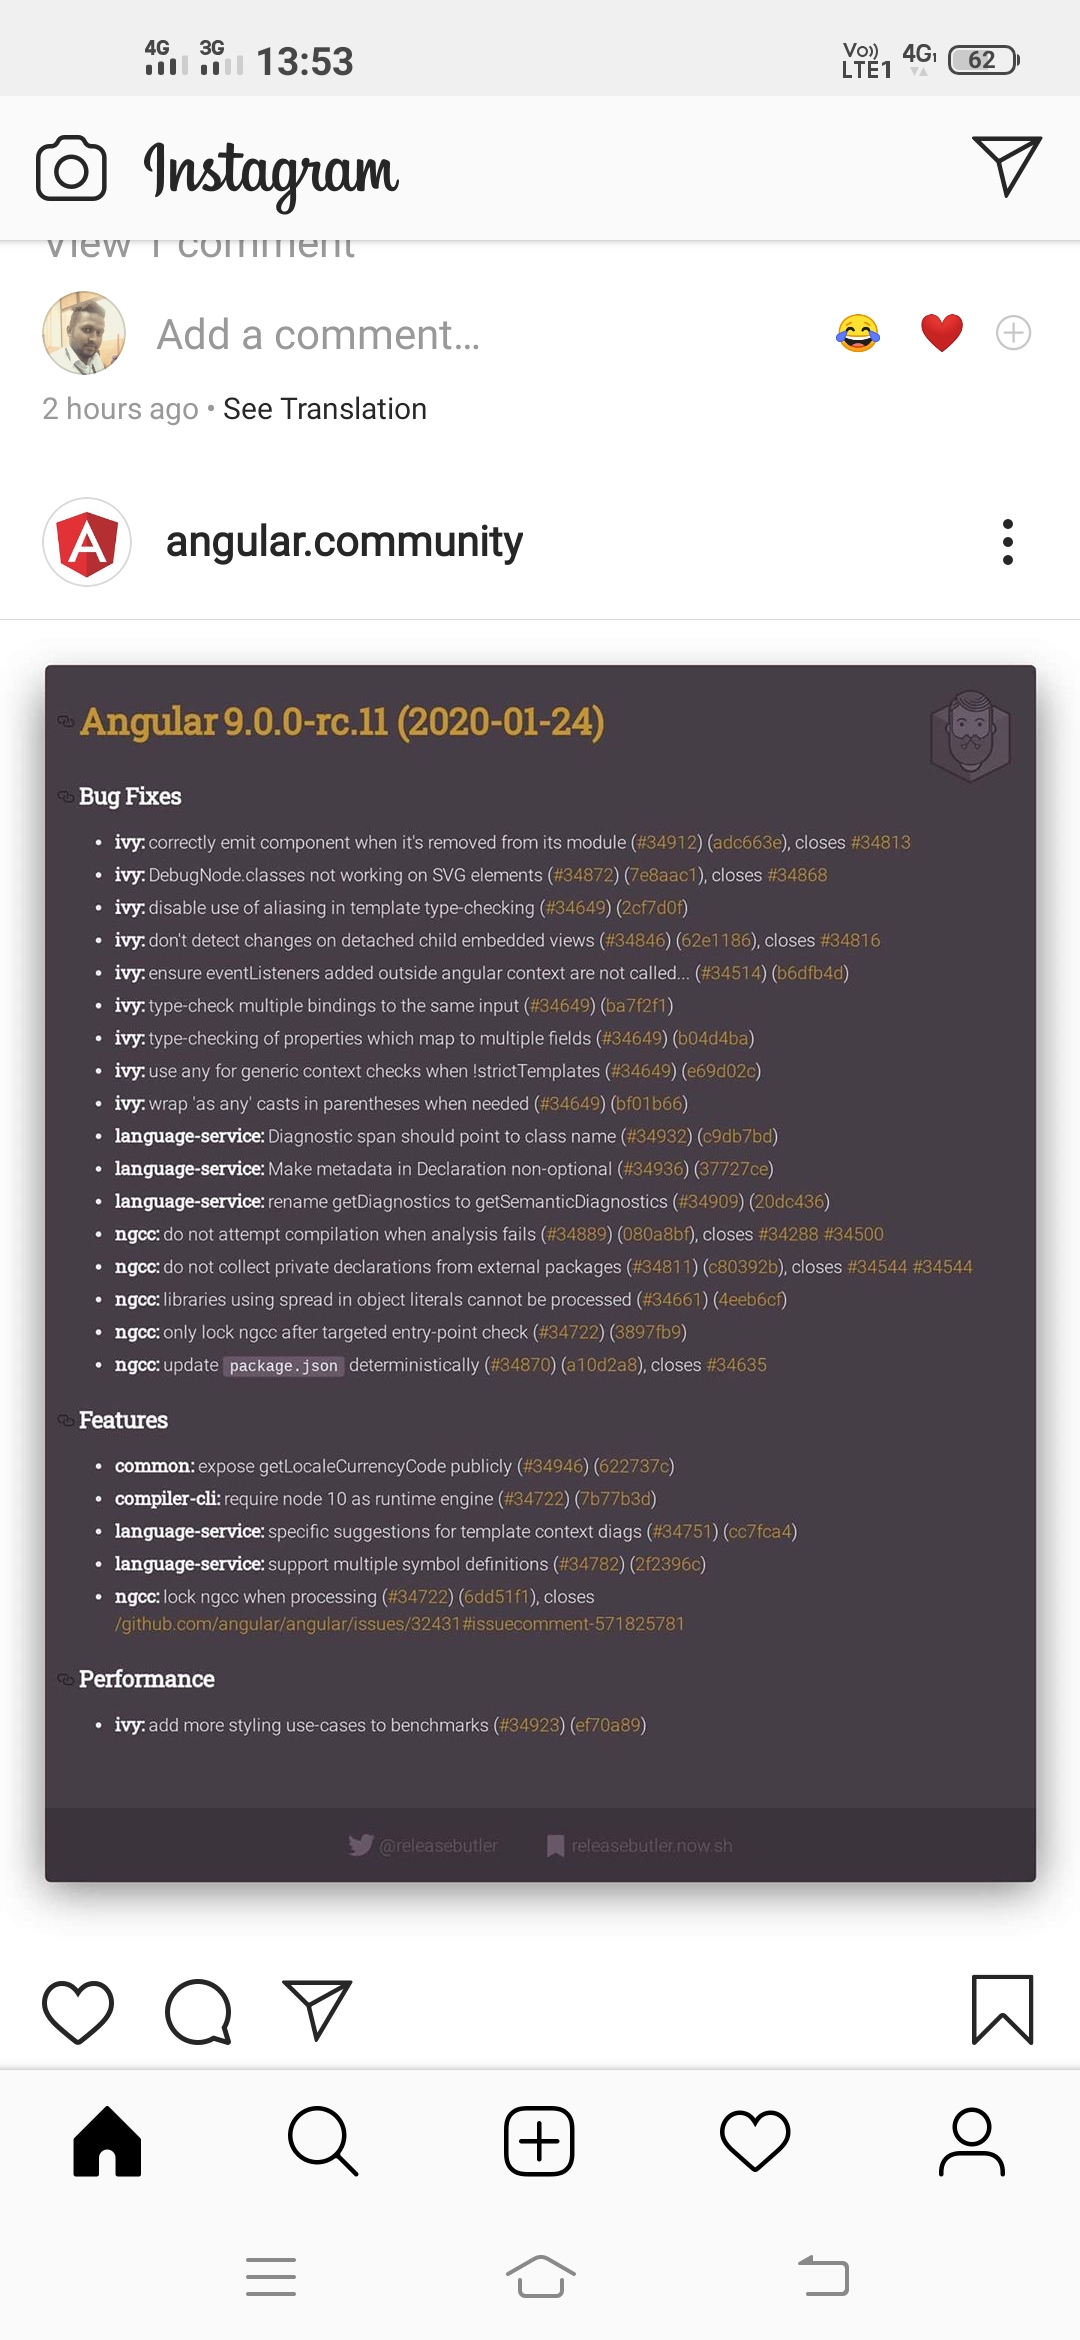 4G 3G 13:53 Vo)) LTE1 4G1 62
Instagram
View 1 comment
Add a comment...
2 hours ago • See Translation
angular.community
Angular 9.0.0-rc.11 (2020-01-24)
Bug Fixes
• ivy: correctly emit component when it's removed from its module (#34912) (adc663e), closes #34813
• ivy: DebugNode.classes not working on SVG elements (#34872) (7e8aac1), closes #34868
• ivy: disable use of aliasing in template type-checking (#34649) (2cf7d0f)
• ivy: don't detect changes on detached child embedded views (#34846) (62e1186), closes #34816
• ivy: ensure eventListeners added outside angular context are not called... (#34514) (b6dfb4d)
• ivy: type-check multiple bindings to the same input (#34649) (ba7f2f1)
• ivy: type-checking of properties which map to multiple fields (#34649) (b04d4ba)
• ivy: use any for generic context checks when !strictTemplates (#34649) (e69d02c)
• ivy: wrap 'as any' casts in parentheses when needed (#34649) (bf01b66)
• language-service: Diagnostic span should point to class name (#34932) (c9db7bd)
• language-service: Make metadata in Declaration non-optional (#34936) (37727ce)
• language-service: rename getDiagnostics to getSemanticDiagnostics (#34909) (20dc436)
• ngcc: do not attempt compilation when analysis fails (#34889) (080a8bf), closes #34288 #34500
• ngcc: do not collect private declarations from external packages (#34811) (c80392b), closes #34544 #34544
• ngcc: libraries using spread in object literals cannot be processed (#34661) (4eeb6cf)
• ngcc: only lock ngcc after targeted entry-point check (#34722) (3897fb9)
• ngcc: update package.json deterministically (#34870) (a10d2a8), closes #34635
Features
• common: expose getLocaleCurrencyCode publicly (#34946) (622737c)
• compiler-cli: require node 10 as runtime engine (#34722) (7b77b3d)
• language-service: specific suggestions for template context diags (#34751) (cc7fca4)
• language-service: support multiple symbol definitions (#34782) (2f2396c)
• ngcc: lock ngcc when processing (#34722) (6dd51f1), closes
/github.com/angular/angular/issues/32431#issuecomment-571825781
Performance
• ivy: add more styling use-cases to benchmarks (#34923) (ef70a89)
@releasebutler releasebutler.now.sh